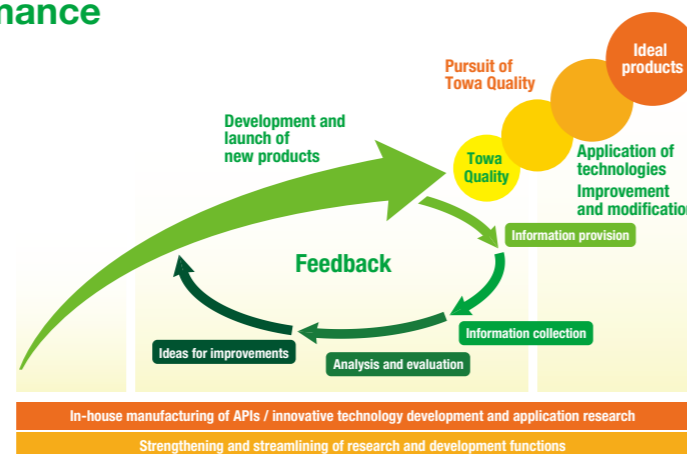 mance
Ideal
products
Pursuit of
Towa Quality
Development and
launch of
new products
Towa
Quality
Application of
technologies
Improvement
and modification
Information provision
Feedback
Information collection
Ideas for improvements
Analysis and evaluation
In-house manufacturing of APIs / innovative technology development and application research
Strengthening and streamlining of research and development functions